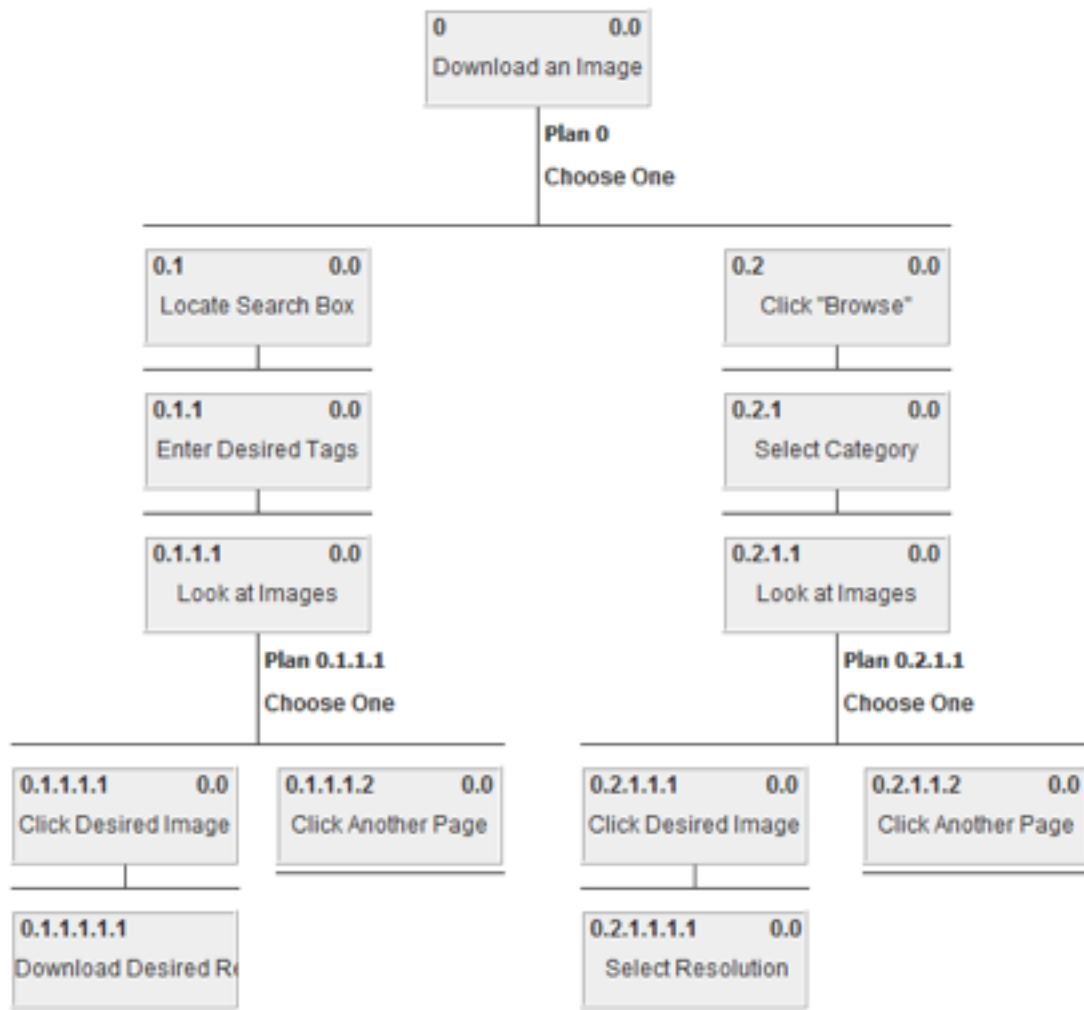 0 0.0
Download an Image
Plan 0
Choose One
0.1 0.0
Locate Search Box
0.2 0.0
Click "Browse"
0.1.1 0.0
Enter Desired Tags
0.2.1 0.0
Select Category
0.1.1.1 0.0
Look at Images
0.2.1.1 0.0
Look at Images
Plan 0.1.1.1
Choose One
Plan 0.2.1.1
Choose One
0.1.1.1.1 0.0
Click Desired Image
0.1.1.1.2 0.0
Click Another Page
0.2.1.1.1 0.0
Click Desired Image
0.2.1.1.2 0.0
Click Another Page
0.1.1.1.1.1
Download Desired Re
0.2.1.1.1.1 0.0
Select Resolution